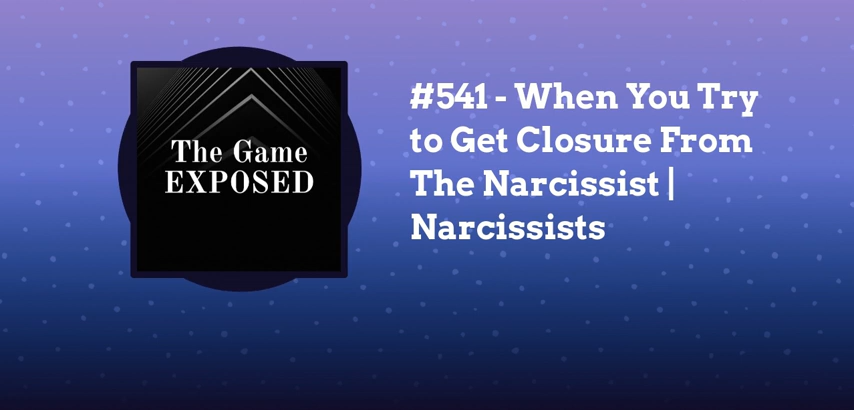 The Game
EXPOSED
#541 - When You Try
to Get Closure From
The Narcissist |
Narcissists